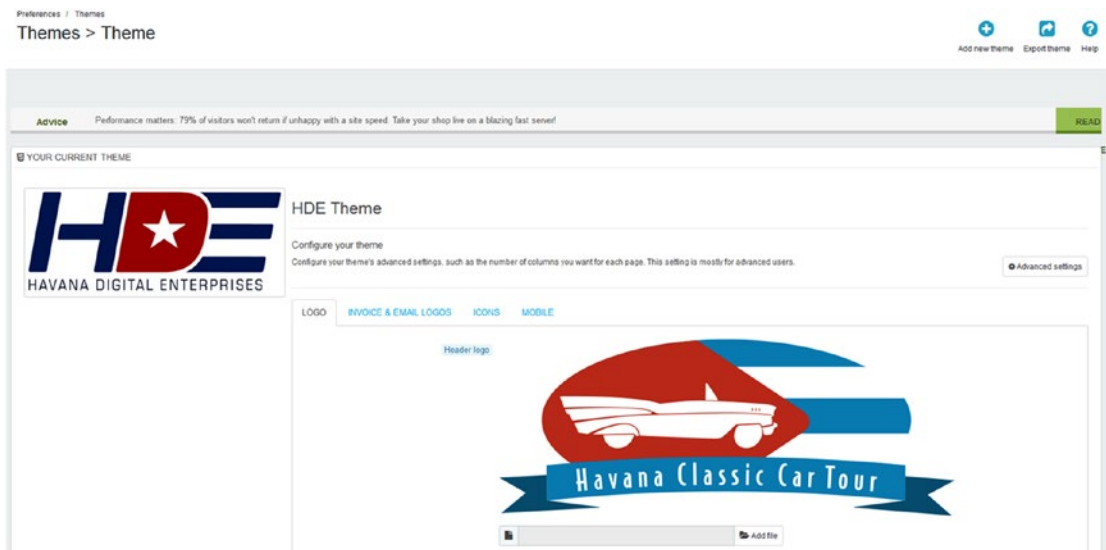 Preferences / Themes
Themes > Theme
Add new theme Export theme Help
Advice Performance matters: 79% of visitors won't return if unhappy with a site speed. Take your shop live on a blazing fast server! READ
YOUR CURRENT THEME
HDE
HAVANA DIGITAL ENTERPRISES
HDE Theme
Configure your theme
Configure your theme's advanced settings, such as the number of columns you want for each page. This setting is mostly for advanced users.
Advanced settings
LOGO INVOICE & EMAIL LOGOS ICONS MOBILE
Header logo
Havana Classic Car Tour
Add file